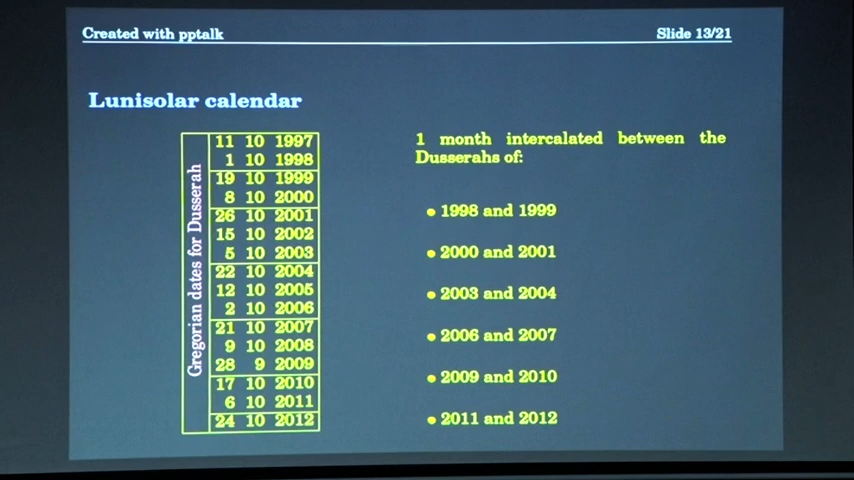 Created with pptalk
Slide 13/21
Lunisolar calendar
Gregorian dates for Dusserah
11 10 1997
1 10 1998
19 10 1999
8 10 2000
26 10 2001
15 10 2002
5 10 2003
22 10 2004
12 10 2005
2 10 2006
21 10 2007
9 10 2008
28 9 2009
17 10 2010
6 10 2011
24 10 2012
1 month intercalated between the
Dusserahs of:
• 1998 and 1999
• 2000 and 2001
• 2003 and 2004
• 2006 and 2007
• 2009 and 2010
• 2011 and 2012